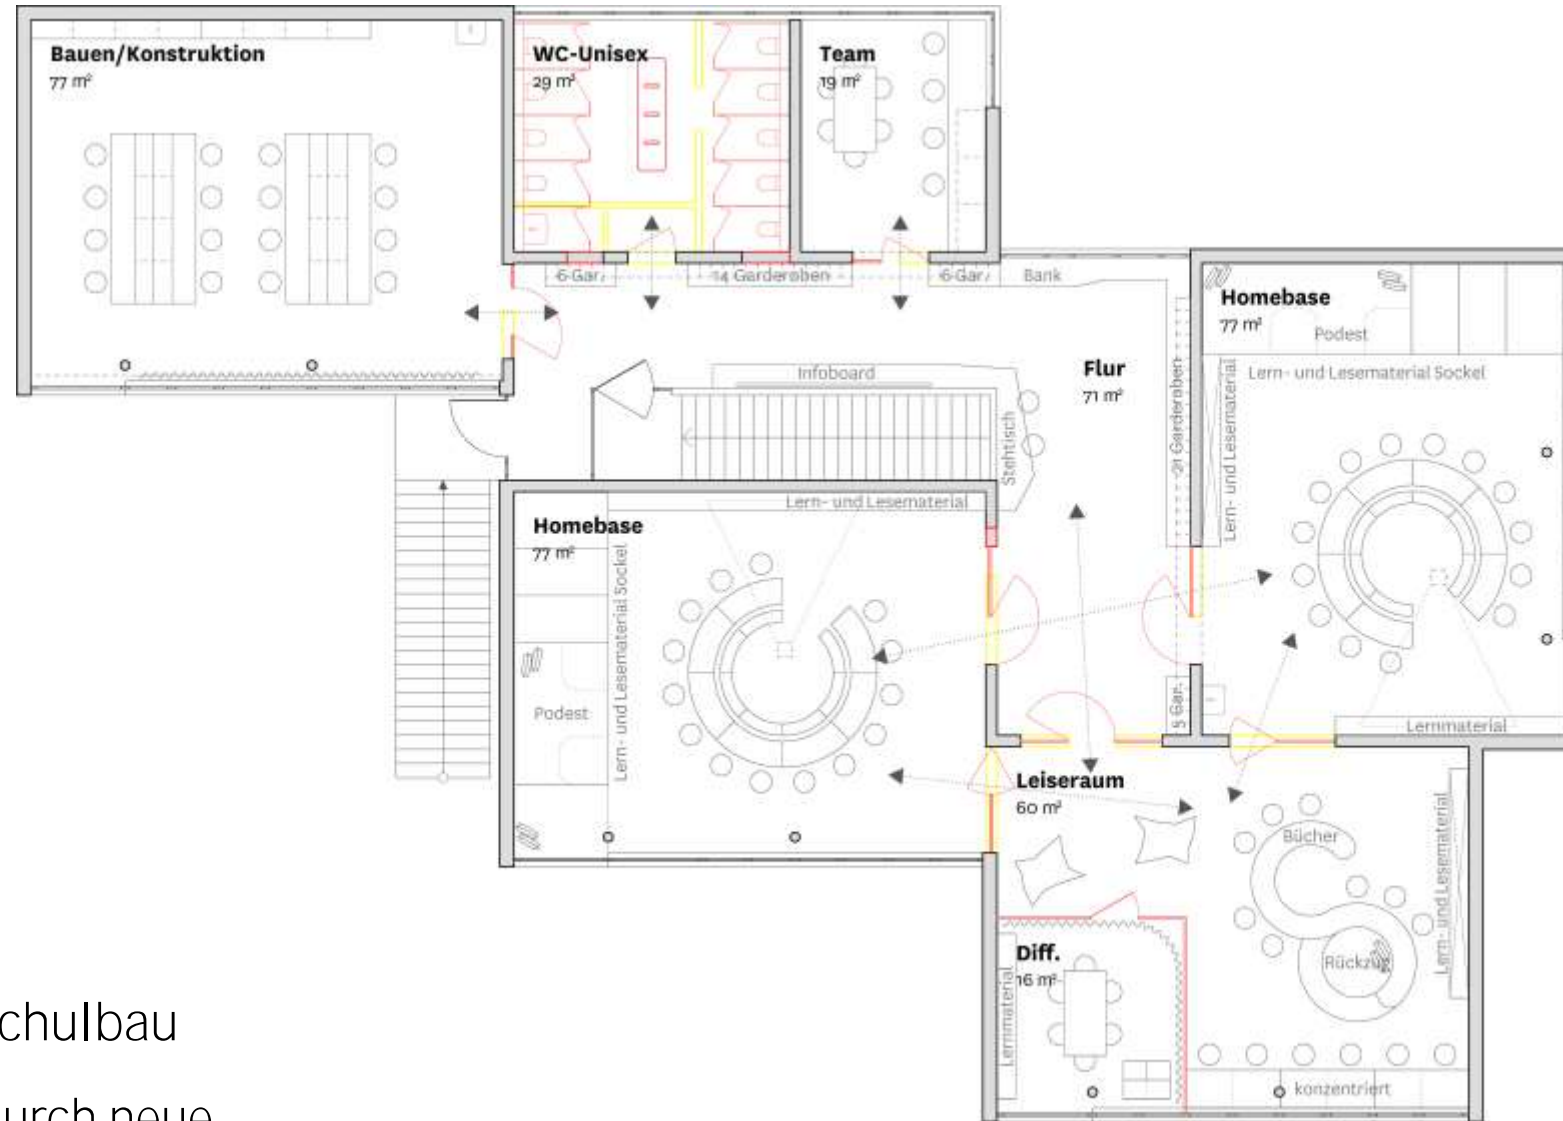 Bauen/Konstruktion
77 m²
WC-Unisex
29 m²
Team
19 m²
6 Gar.
14 Garderoben
6 Gar.
Bank
Homebase
77 m²
Podest
Lern- und Lesematerial Sockel
Lern- und Lesematerial
Infoboard
Flur
71 m²
21 Garderoben
Stehtisch
Homebase
77 m²
Lern- und Lesematerial
Lern- und Lesematerial Sockel
Podest
5 Gar.
Lernmaterial
Leiseraum
60 m²
Bücher
Lern- und Lesematerial
Rückzug
Diff.
16 m²
Lernmaterial
konzentriert
chulbau
urch neue